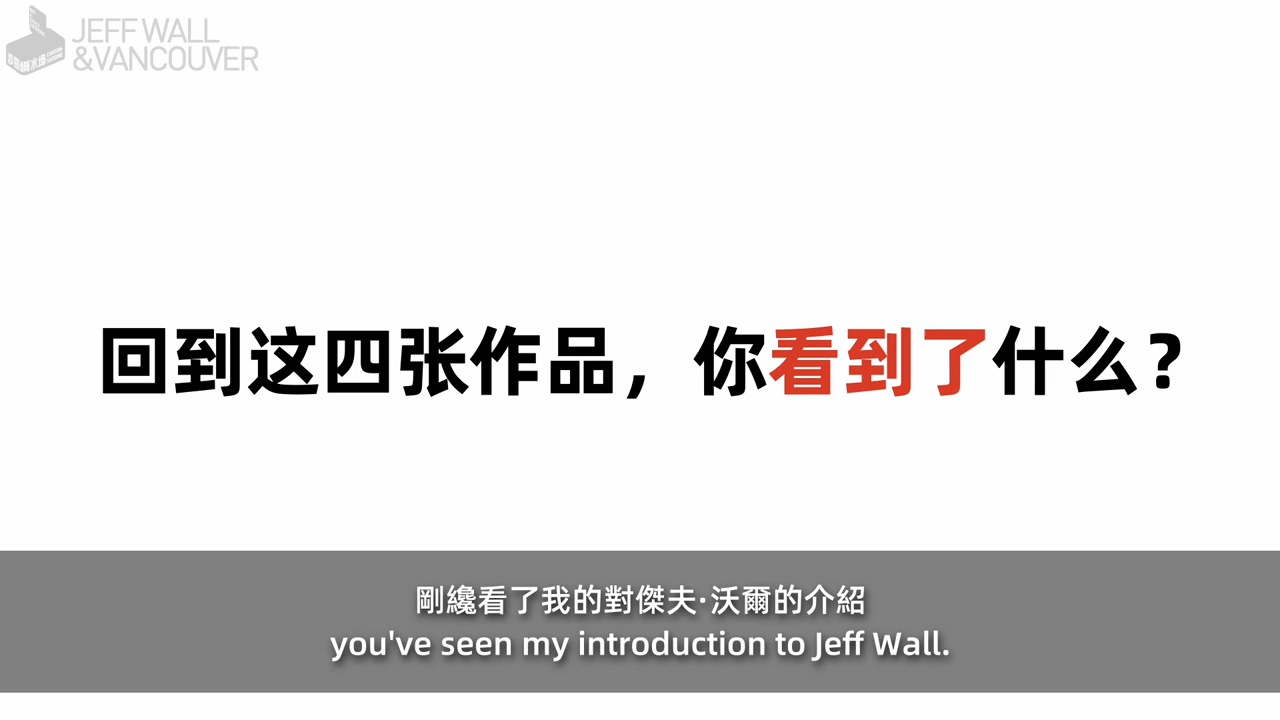 JEFF WALL
&VANCOUVER
回到这四张作品，你看到了什么？
剛纔看了我的對傑夫·沃爾的介紹
you've seen my introduction to Jeff Wall.